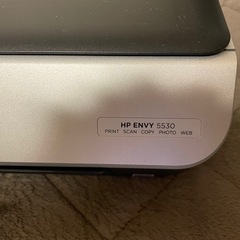 HP ENVY 5530
PRINT SCAN COPY PHOTO WEB